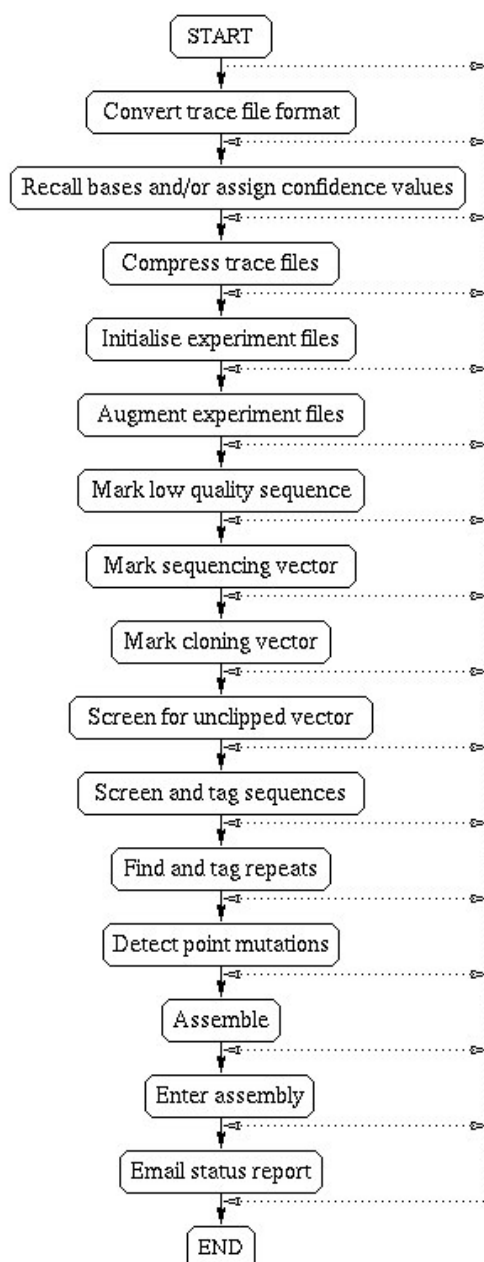 START
Convert trace file format
Recall bases and/or assign confidence values
Compress trace files
Initialise experiment files
Augment experiment files
Mark low quality sequence
Mark sequencing vector
Mark cloning vector
Screen for unclipped vector
Screen and tag sequences
Find and tag repeats
Detect point mutations
Assemble
Enter assembly
Email status report
END